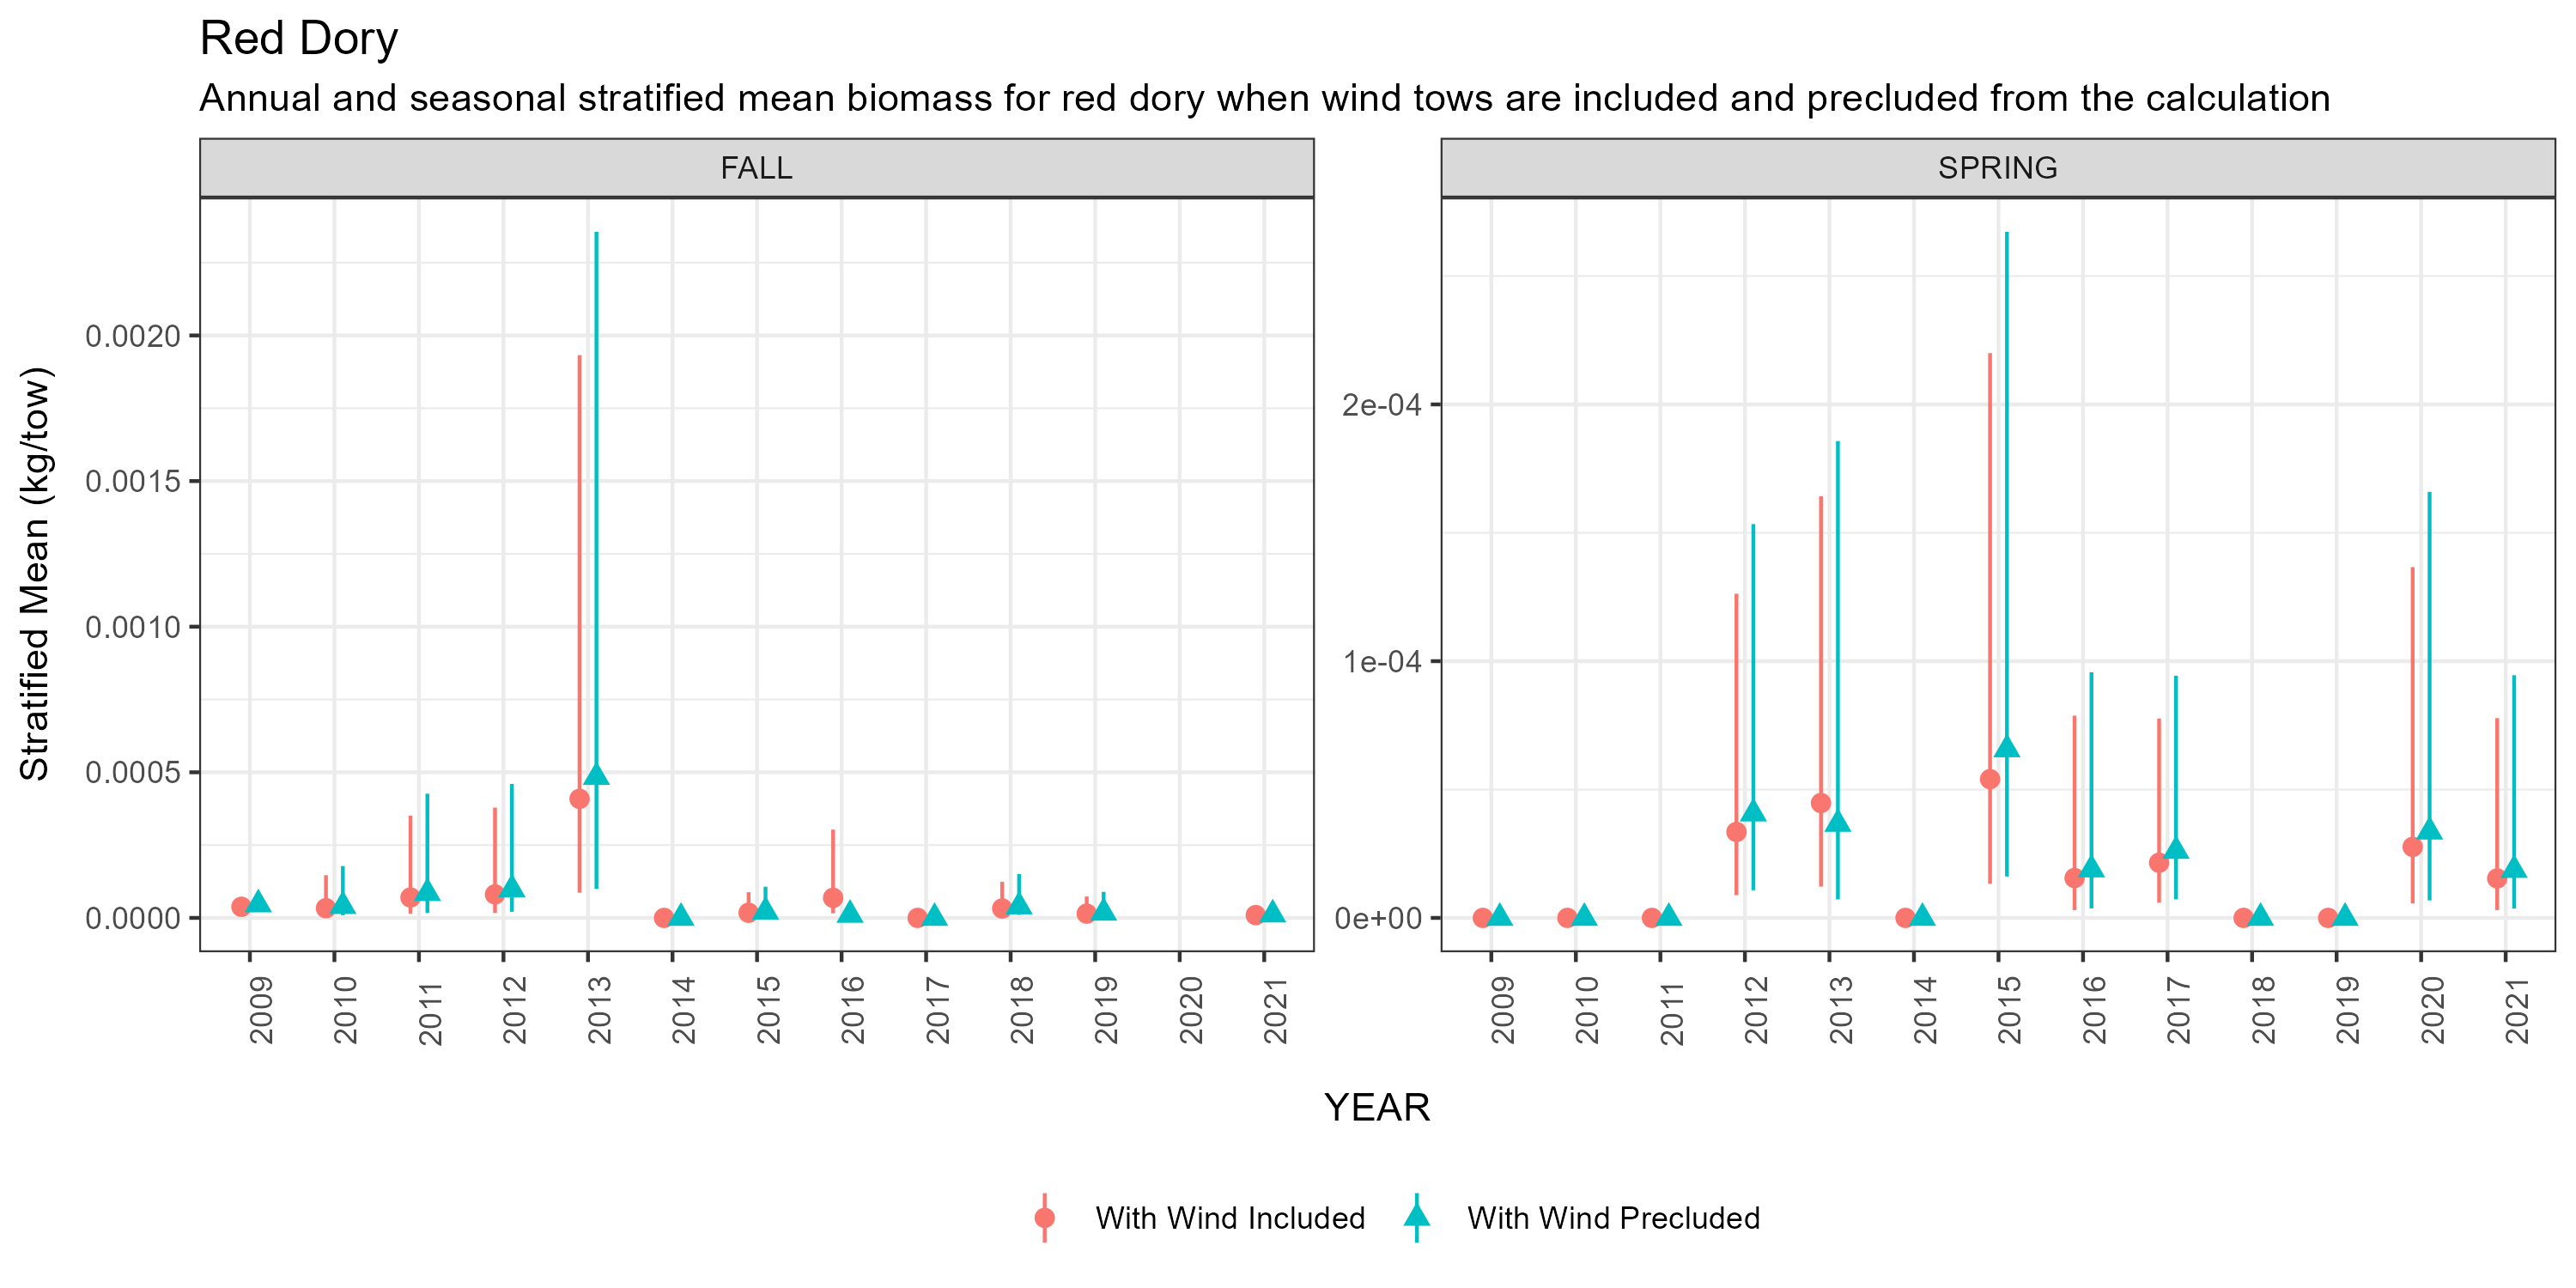 Red Dory
Annual and seasonal stratified mean biomass for red dory when wind tows are included and precluded from the calculation
FALL
SPRING
Stratified Mean (kg/tow)
0.0020
0.0015
0.0010
0.0005
0.0000
2e-04
1e-04
0e+00
2009 2010 2011 2012 2013 2014 2015 2016 2017 2018 2019 2020 2021
2009 2010 2011 2012 2013 2014 2015 2016 2017 2018 2019 2020 2021
YEAR
With Wind Included
With Wind Precluded